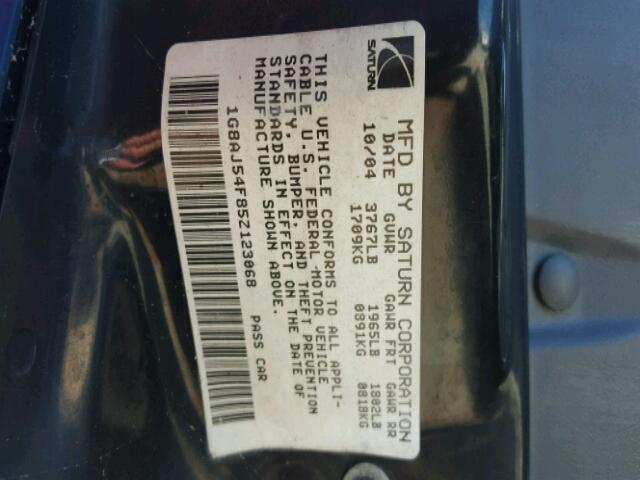 SATURN
MFD BY SATURN CORPORATION
DATE GVWR GAWR FRT GAWR RR
10/04 3767LB 1965LB 1802LB
1709KG 0891KG 0818KG
THIS VEHICLE CONFORMS TO ALL APPLI-
CABLE U.S. FEDERAL MOTOR VEHICLE
SAFETY, BUMPER, AND THEFT PREVENTION
STANDARDS IN EFFECT ON THE DATE OF
MANUFACTURE SHOWN ABOVE.
1G8AJ54F85Z123068 PASS CAR